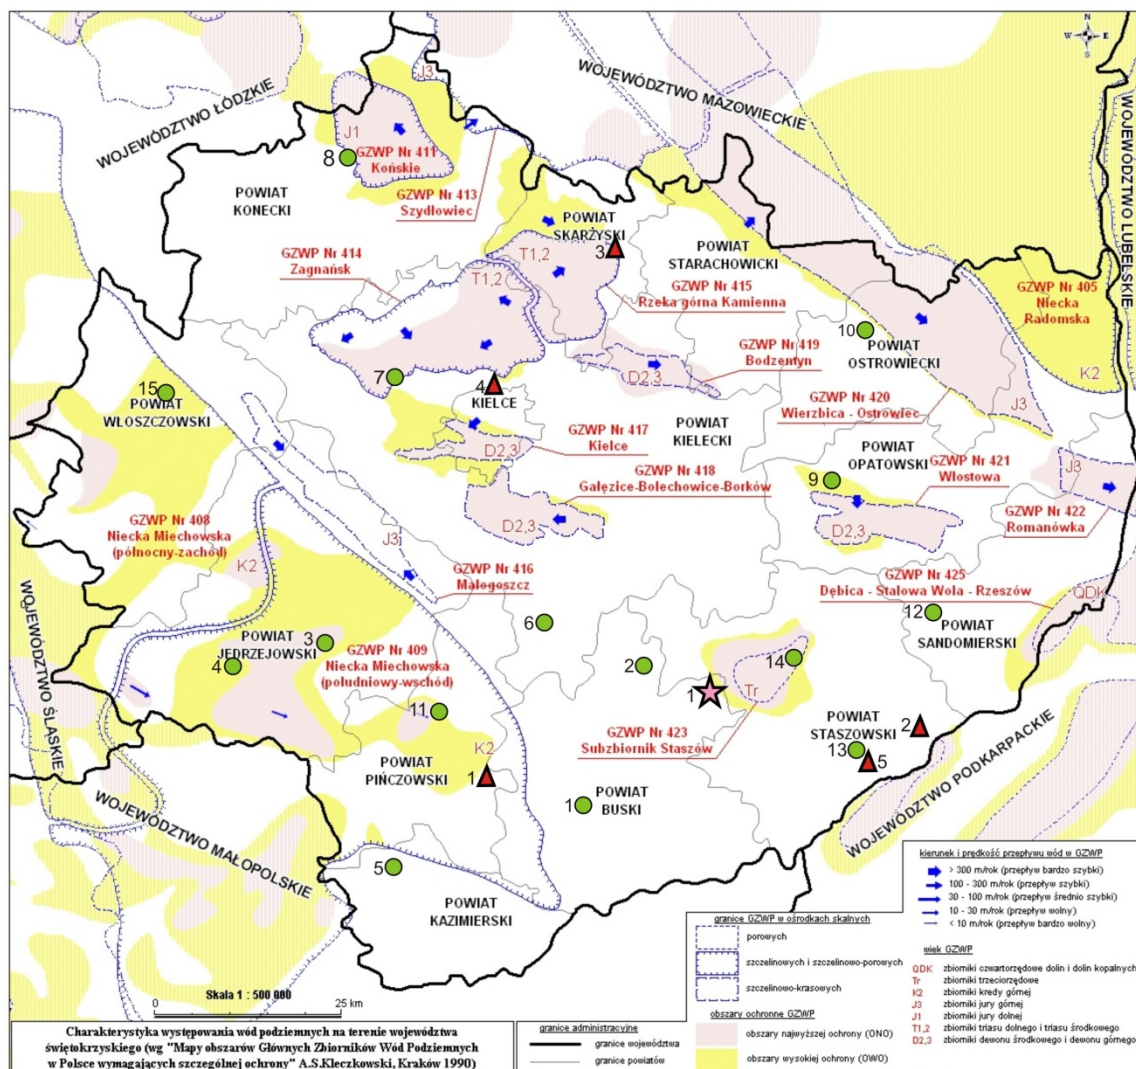 N
W E
S
WOJEWÓDZTWO ŁÓDZKIE
WOJEWÓDZTWO MAZOWIECKIE
WOJEWÓDZTWO LUBELSKIE
J3
J1
GZWP Nr 411
Końskie
8
POWIAT
KONECKI
GZWP Nr 413
Szydłowiec
POWIAT
SKARŻYSKI
3
GZWP Nr 414
Zagnańsk
T1,2
T1,2
POWIAT
STARACHOWICKI
GZWP Nr 415
Rzeka górna Kamienna
GZWP Nr 405
Niecka
Radomska
K2
10
POWIAT
OSTROWIECKI
GZWP Nr 419
Bodzentyn
D2,3
J3
GZWP Nr 420
Wierzbica - Ostrowiec
7
4
KIELCE
15
POWIAT
WŁOSZCZOWSKI
GZWP Nr 417
Kielce
D2,3
POWIAT
KIELECKI
GZWP Nr 418
Gałęzice-Bolechowice-Borków
D2,3
POWIAT
OPATOWSKI
9
GZWP Nr 421
Włostowa
D2,3
J3
GZWP Nr 422
Romanówka
GZWP Nr 408
Niecka Miechowska
(północny-zachód)
K2
J3
GZWP Nr 416
Małogoszcz
GZWP Nr 425
Dębica - Stalowa Wola - Rzeszów
QDK
12
POWIAT
SANDOMIERSKI
6
3
POWIAT
JĘDRZEJOWSKI
4
GZWP Nr 409
Niecka Miechowska
(południowy-wschód)
2
14
1
Tr
GZWP Nr 423
Subzbiornik Staszów
11
K2
1
POWIAT
PIŃCZOWSKI
POWIAT
STASZOWSKI
2
13
5
1
POWIAT
BUSKI
5
POWIAT
KAZIMIERSKI
WOJEWÓDZTWO ŚLĄSKIE
WOJEWÓDZTWO MAŁOPOLSKIE
WOJEWÓDZTWO PODKARPACKIE
Skala 1 : 500 000
0 25 km
Charakterystyka występowania wód podziemnych na terenie województwa
świętokrzyskiego (wg "Mapy obszarów Głównych Zbiorników Wód Podziemnych
w Polsce wymagających szczególnej ochrony" A.S.Kleczkowski, Kraków 1990)
granice administracyjne
granice województwa
granice powiatów
granice GZWP w ośrodkach skalnych
porowych
szczelinowych i szczelinowo-porowych
szczelinowo-krasowych
obszary ochronne GZWP
obszary najwyższej ochrony (ONO)
obszary wysokiej ochrony (OWO)
kierunek i prędkość przepływu wód w GZWP
> 300 m/rok (przepływ bardzo szybki)
100 - 300 m/rok (przepływ szybki)
30 - 100 m/rok (przepływ średnio szybki)
10 - 30 m/rok (przepływ wolny)
< 10 m/rok (przepływ bardzo wolny)
wiek GZWP
QDK zbiorniki czwartorzędowe dolin i dolin kopalnych
Tr zbiorniki trzeciorzędowe
K2 zbiorniki kredy górnej
J3 zbiorniki jury górnej
J1 zbiorniki jury dolnej
T1,2 zbiorniki triasu dolnego i triasu środkowego
D2,3 zbiorniki dewonu środkowego i dewonu górnego